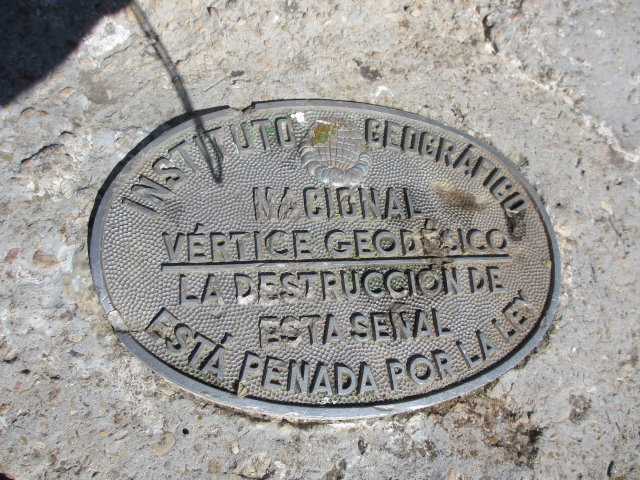 INSTITUTO GEOGRÁFICO
NACIONAL
VÉRTICE GEODÉSICO
LA DESTRUCCIÓN DE
ESTA SEÑAL
ESTÁ PENADA POR LA LEY